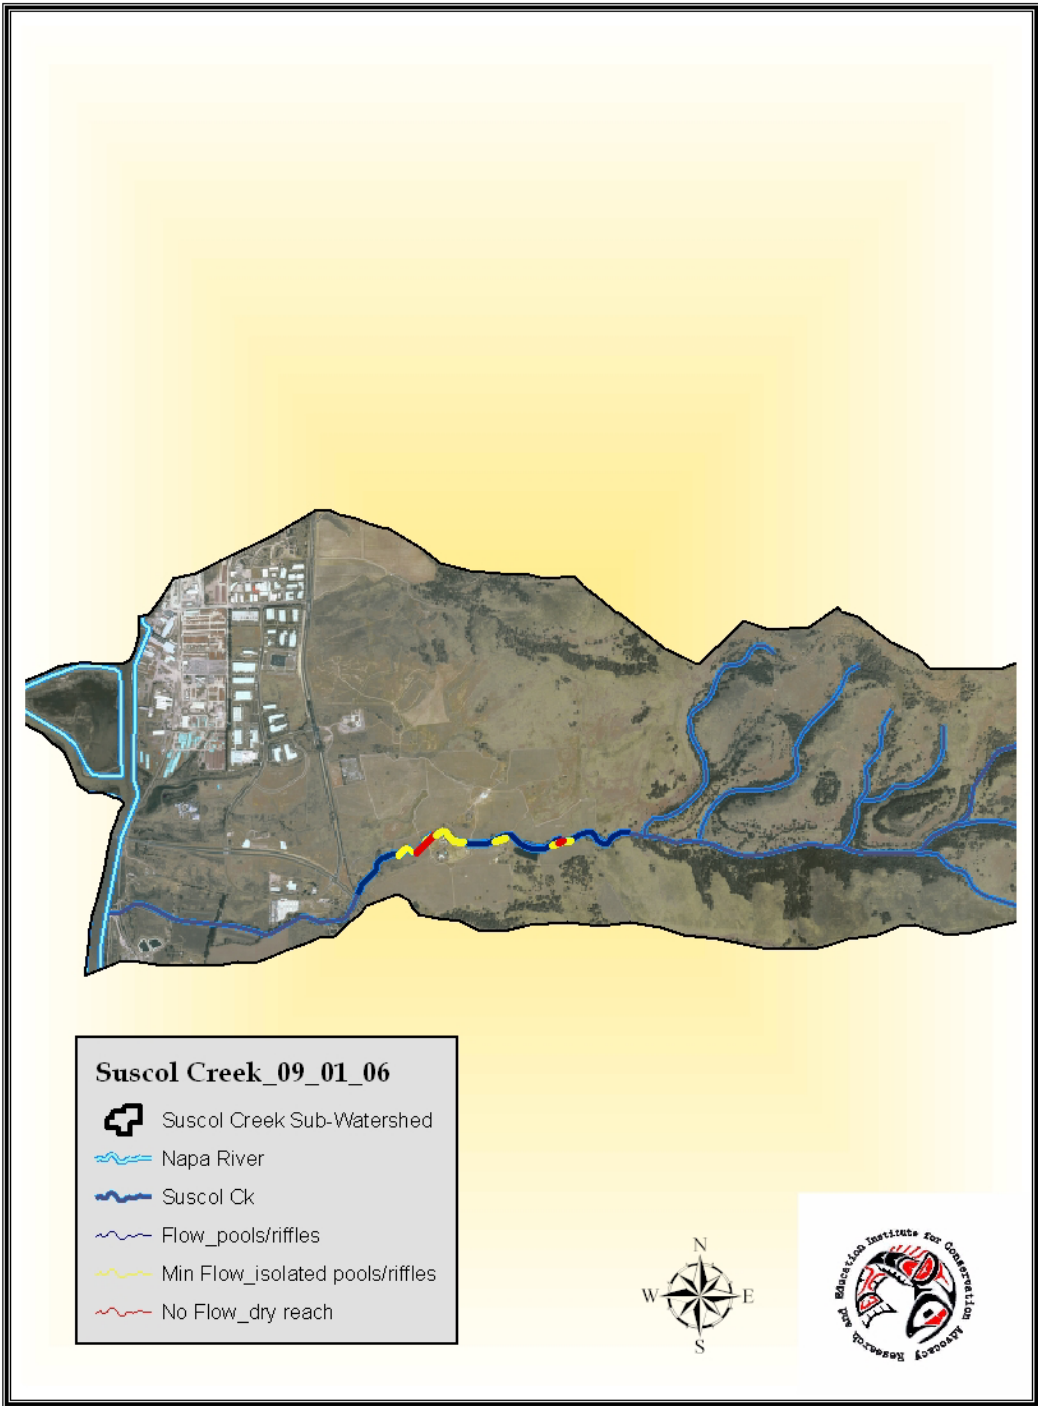 Suscol Creek_09_01_06
Suscol Creek Sub-Watershed
Napa River
Suscol Ck
Flow_pools/riffles
Min Flow_isolated pools/riffles
No Flow_dry reach
N
W E
S
Institute for Conservation Advocacy Research and Education